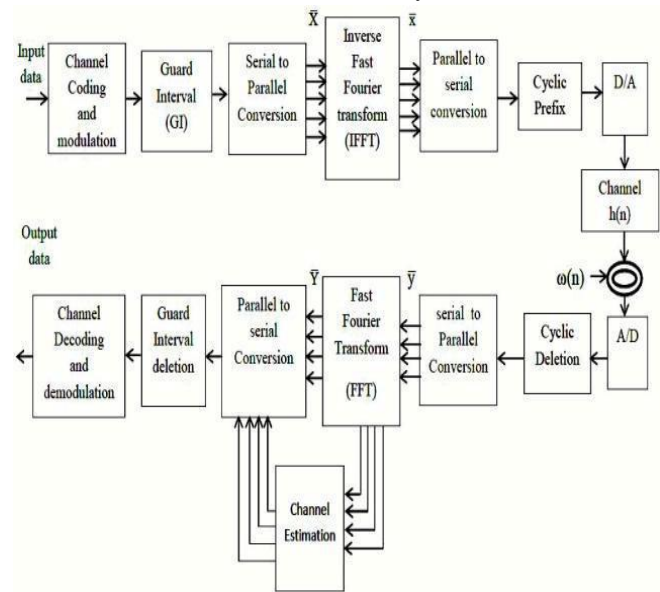 Input
data
Channel
Coding
and
modulation
Guard
Interval
(GI)
Serial to
Parallel
Conversion
X̅
Inverse
Fast
Fourier
transform
(IFFT)
x̅
Parallel to
serial
conversion
Cyclic
Prefix
D/A
Channel
h(n)
ω(n)
A/D
Cyclic
Deletion
serial to
Parallel
Conversion
y̅
Fast
Fourier
Transform
(FFT)
Y̅
Parallel to
serial
Conversion
Guard
Interval
deletion
Channel
Decoding
and
demodulation
Output
data
Channel
Estimation